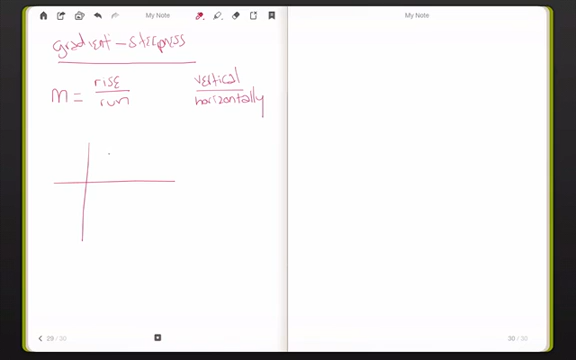 My Note
My Note
gradient - steepness
m = rise/run
vertical/horizontally
29 / 30
30 / 30